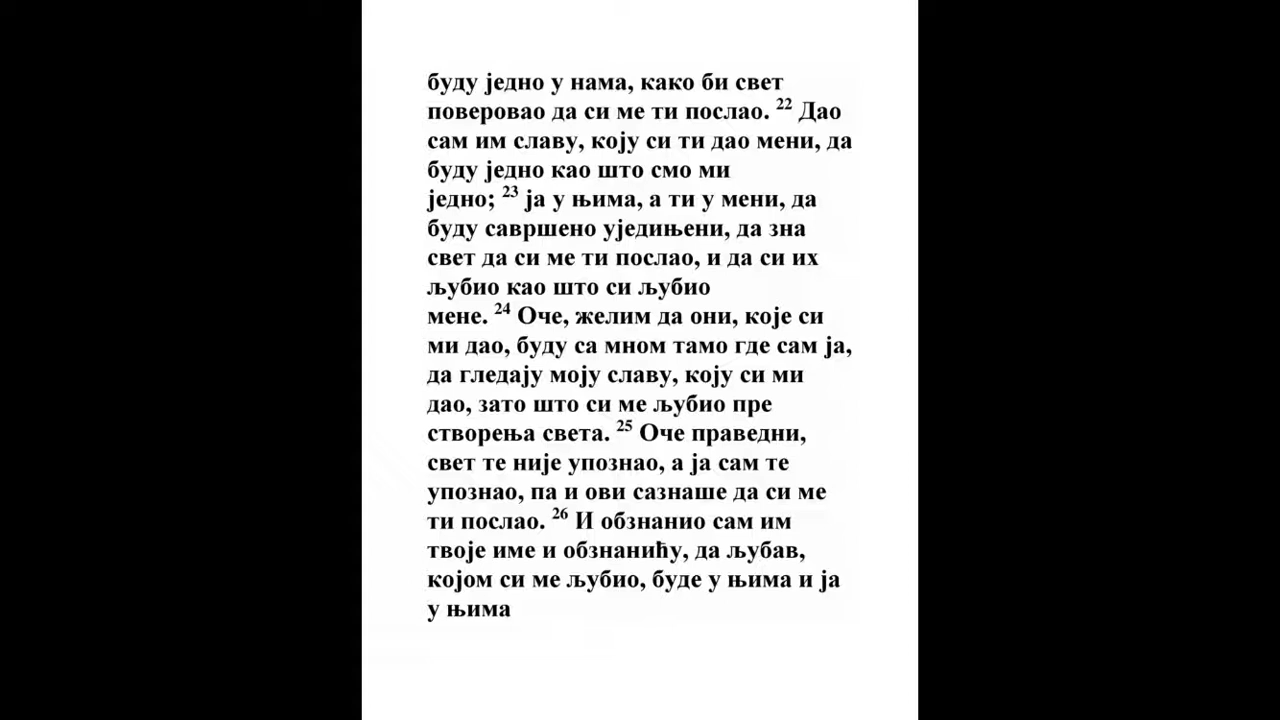 буду једно у нама, како би свет
поверовао да си ме ти послао. 22 Дао
сам им славу, коју си ти дао мени, да
буду једно као што смо ми
једно; 23 ја у њима, а ти у мени, да
буду савршено уједињени, да зна
свет да си ме ти послао, и да си их
љубио као што си љубио
мене. 24 Оче, желим да они, које си
ми дао, буду са мном тамо где сам ја,
да гледају моју славу, коју си ми
дао, зато што си ме љубио пре
створења света. 25 Оче праведни,
свет те није упознао, а ја сам те
упознао, па и ови сазнаше да си ме
ти послао. 26 И обзнанио сам им
твоје име и обзнанићу, да љубав,
којом си ме љубио, буде у њима и ја
у њима